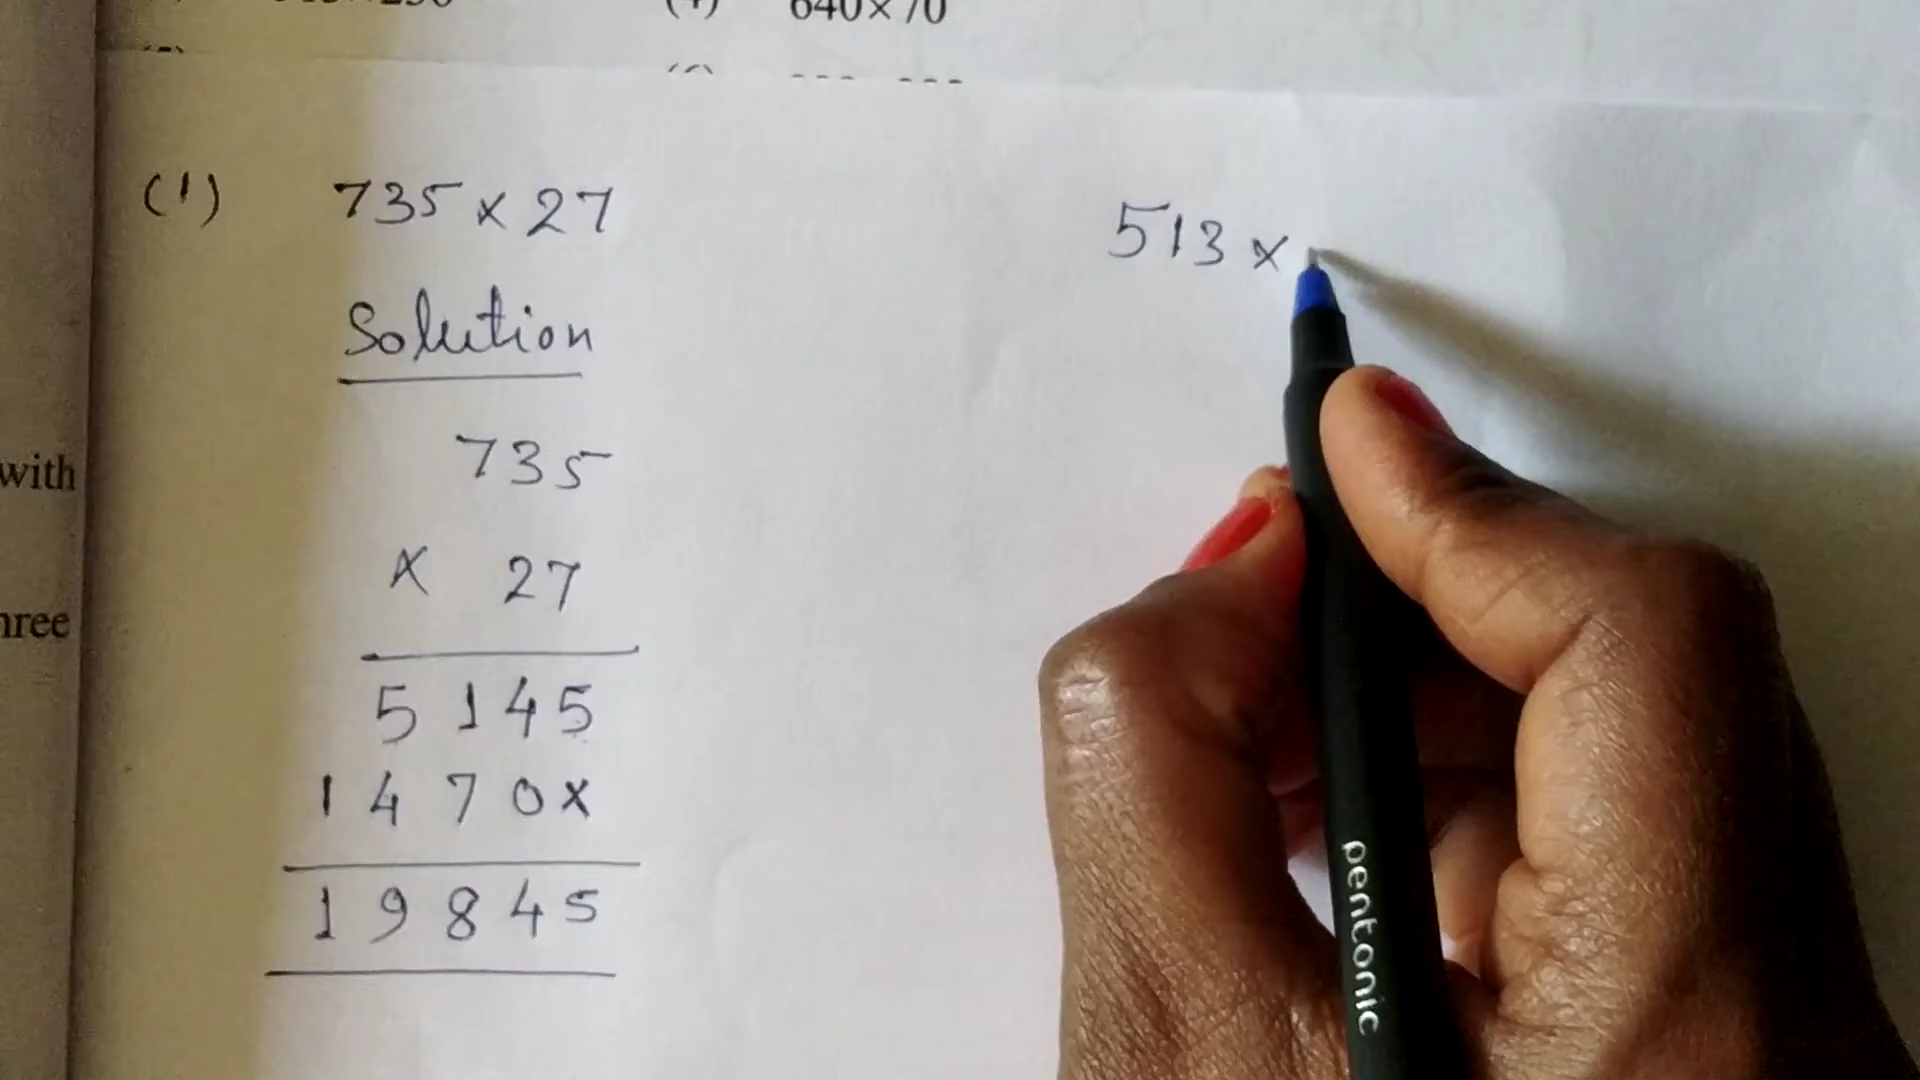 640×70
with
hree
(1) 735 × 27
Solution
735
× 27
5145
1470×
19845
513 ×
pentonic